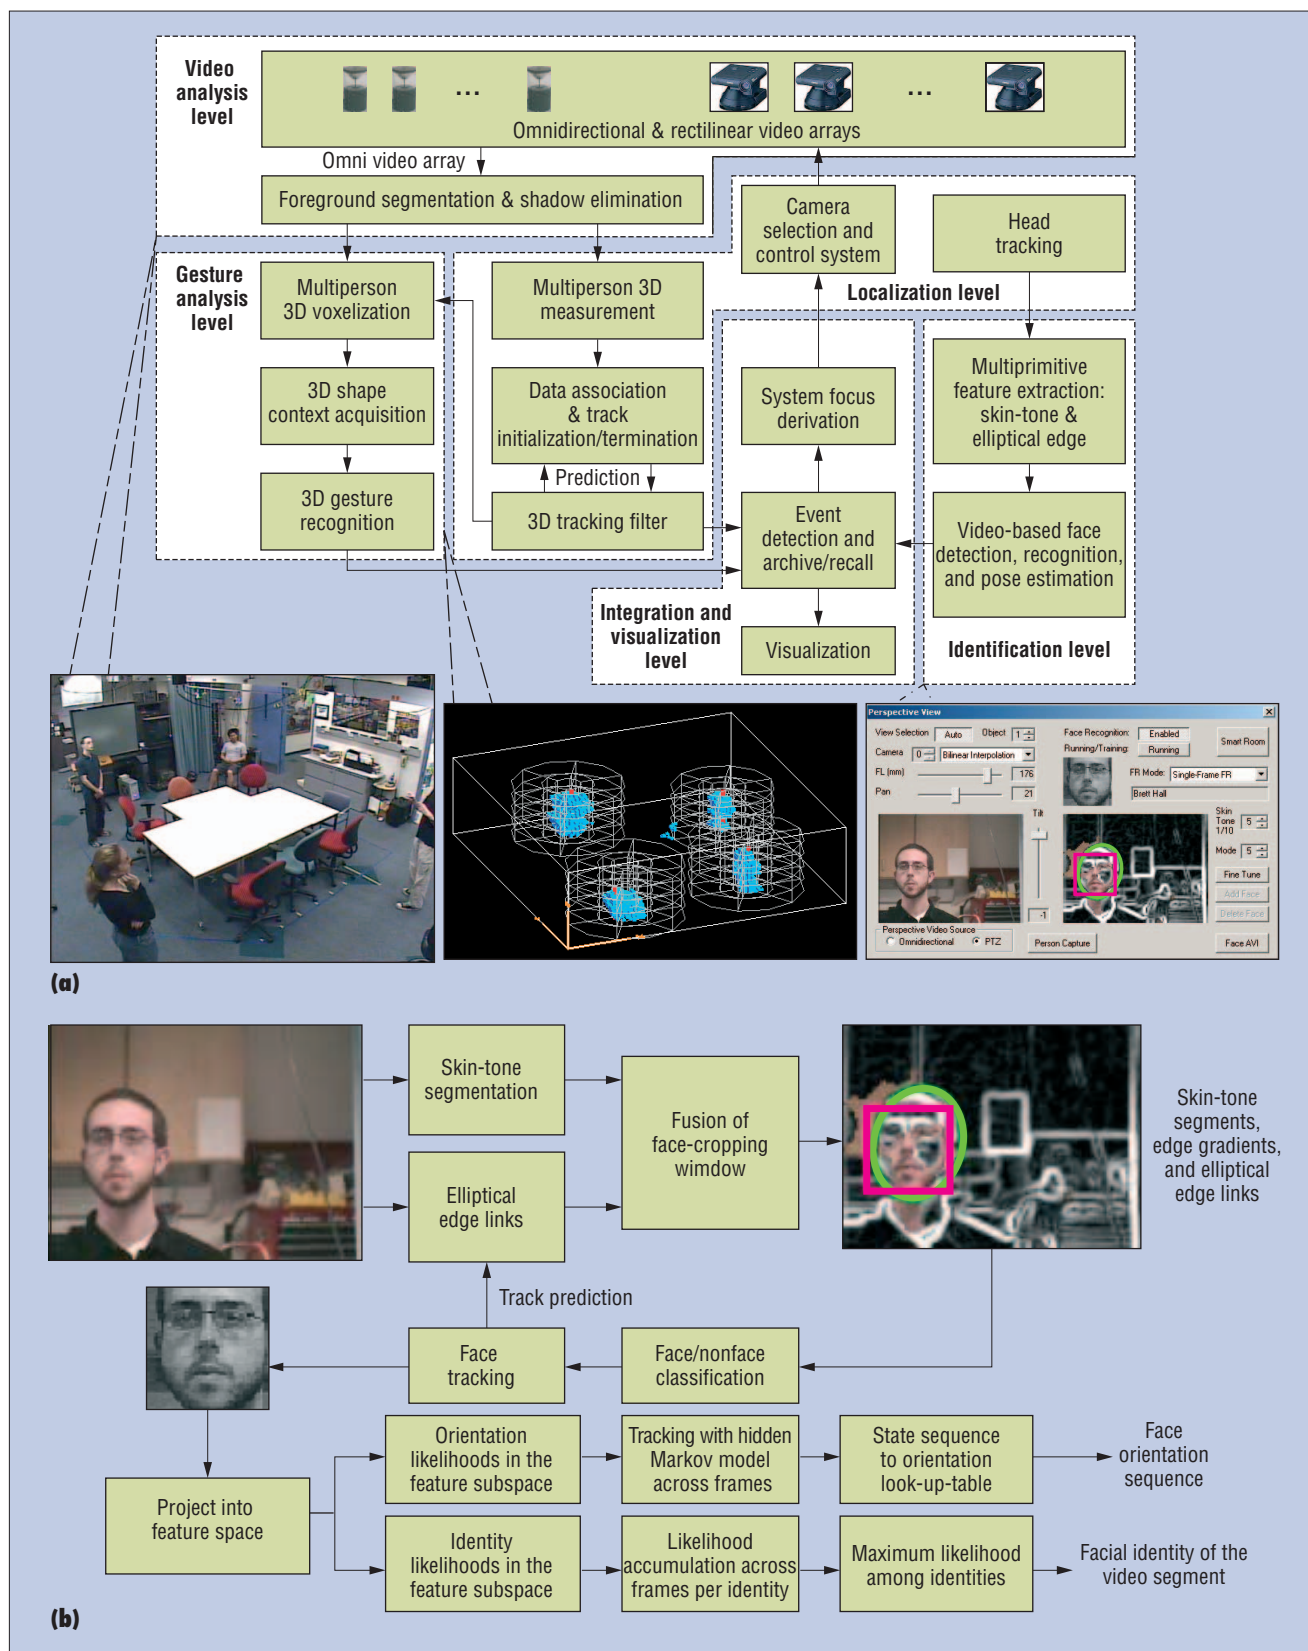 Video
analysis
level
...
...
Omnidirectional & rectilinear video arrays
Omni video array
Foreground segmentation & shadow elimination
Camera
selection and
control system
Head
tracking
Localization level
Gesture
analysis
level
Multiperson
3D voxelization
Multiperson 3D
measurement
3D shape
context acquisition
Data association
& track
initialization/termination
System focus
derivation
Multiprimitive
feature extraction:
skin-tone &
elliptical edge
Prediction
3D gesture
recognition
3D tracking filter
Event
detection and
archive/recall
Video-based face
detection, recognition,
and pose estimation
Integration and
visualization
level
Visualization
Identification level
Perspective View
View Selection Auto Object 1
Camera 0 Bilinear Interpolation
FL (mm) 176
Pan 21
Tilt
-1
Face Recognition: Enabled
Running/Training: Running
Smart Room
FR Mode: Single-Frame FR
Brett Hall
Skin
Tone 5
1/10
Mode 5
Fine Tune
Add Face
Delete Face
Perspective Video Source
Omnidirectional PTZ
Person Capture
Face AVI
(a)
Skin-tone
segmentation
Elliptical
edge links
Fusion of
face-cropping
wimdow
Skin-tone
segments,
edge gradients,
and elliptical
edge links
Track prediction
Face
tracking
Face/nonface
classification
Project into
feature space
Orientation
likelihoods in the
feature subspace
Tracking with hidden
Markov model
across frames
State sequence
to orientation
look-up-table
Face
orientation
sequence
Identity
likelihoods in the
feature subspace
Likelihood
accumulation across
frames per identity
Maximum likelihood
among identities
Facial identity of the
video segment
(b)